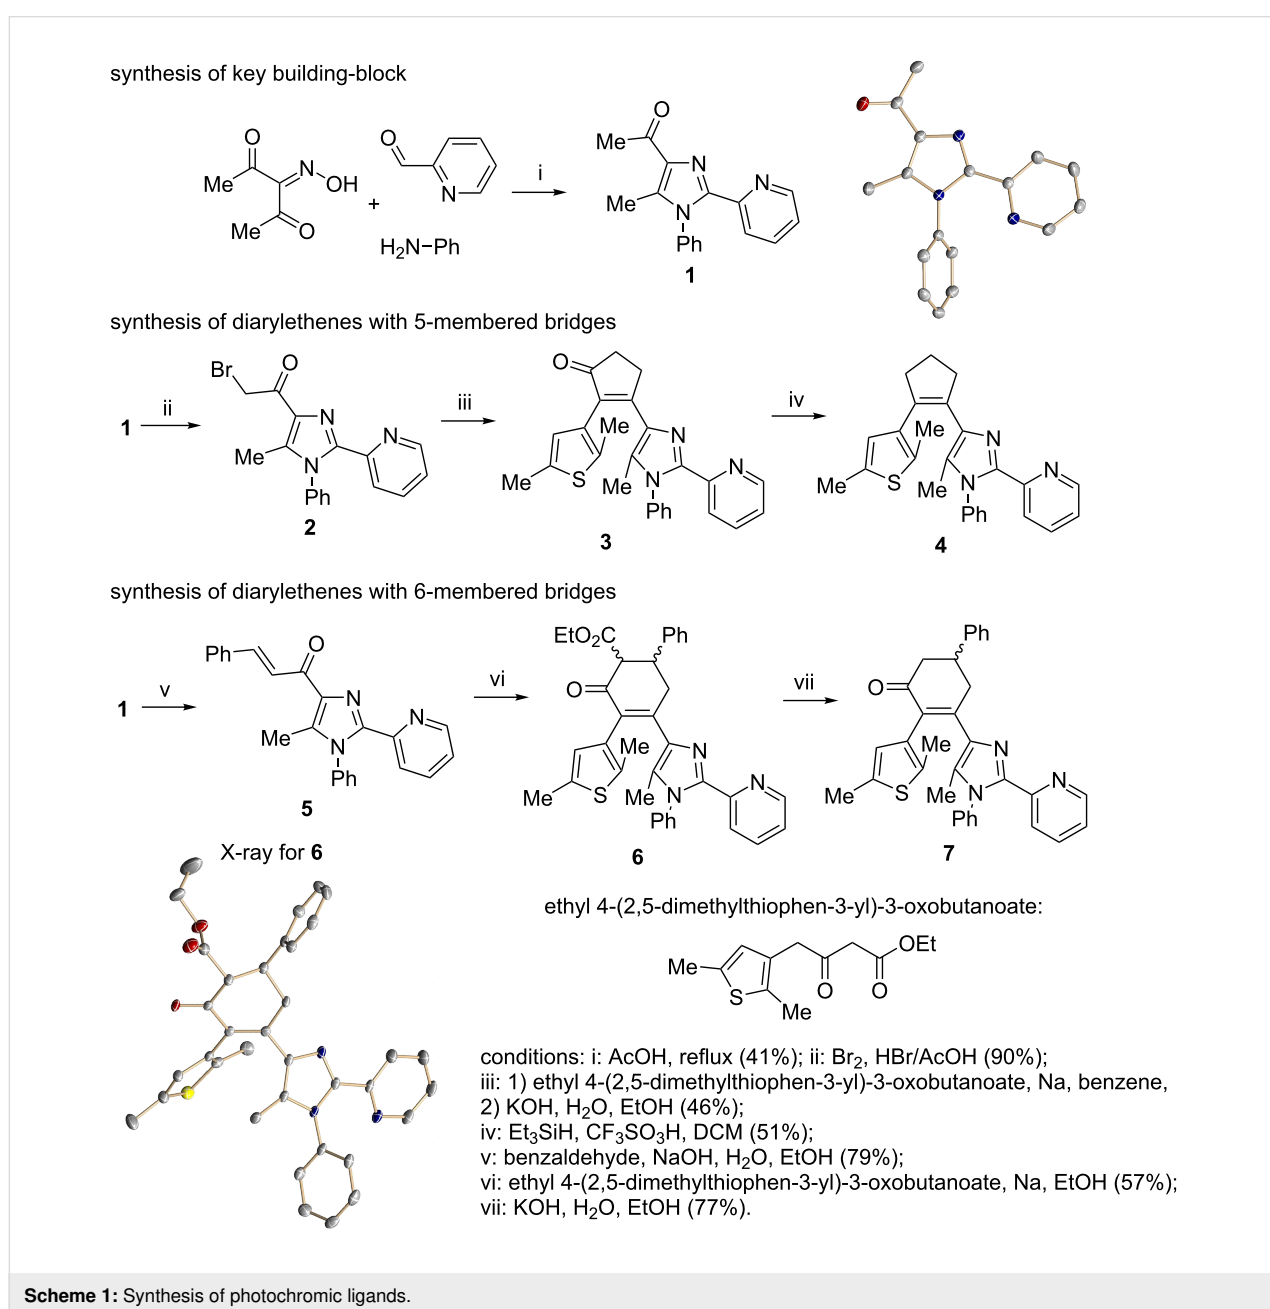 synthesis of key building-block
O
Me
N
OH
Me
O
+
O
N
H₂N–Ph
i
O
Me
Me
N
N
Ph
N
1
synthesis of diarylethenes with 5-membered bridges
1
ii
Br
O
Me
N
N
Ph
N
2
iii
O
Me
S
Me
Me
N
N
Ph
N
3
iv
Me
S
Me
Me
N
N
Ph
N
4
synthesis of diarylethenes with 6-membered bridges
1
v
Ph
O
Me
N
N
Ph
N
5
vi
EtO₂C
Ph
O
Me
S
Me
Me
N
N
Ph
N
6
vii
Ph
O
Me
S
Me
Me
N
N
Ph
N
7
X-ray for 6
ethyl 4-(2,5-dimethylthiophen-3-yl)-3-oxobutanoate:
Me
S
Me
O
O
OEt
conditions: i: AcOH, reflux (41%); ii: Br₂, HBr/AcOH (90%);
iii: 1) ethyl 4-(2,5-dimethylthiophen-3-yl)-3-oxobutanoate, Na, benzene,
2) KOH, H₂O, EtOH (46%);
iv: Et₃SiH, CF₃SO₃H, DCM (51%);
v: benzaldehyde, NaOH, H₂O, EtOH (79%);
vi: ethyl 4-(2,5-dimethylthiophen-3-yl)-3-oxobutanoate, Na, EtOH (57%);
vii: KOH, H₂O, EtOH (77%).
Scheme 1: Synthesis of photochromic ligands.